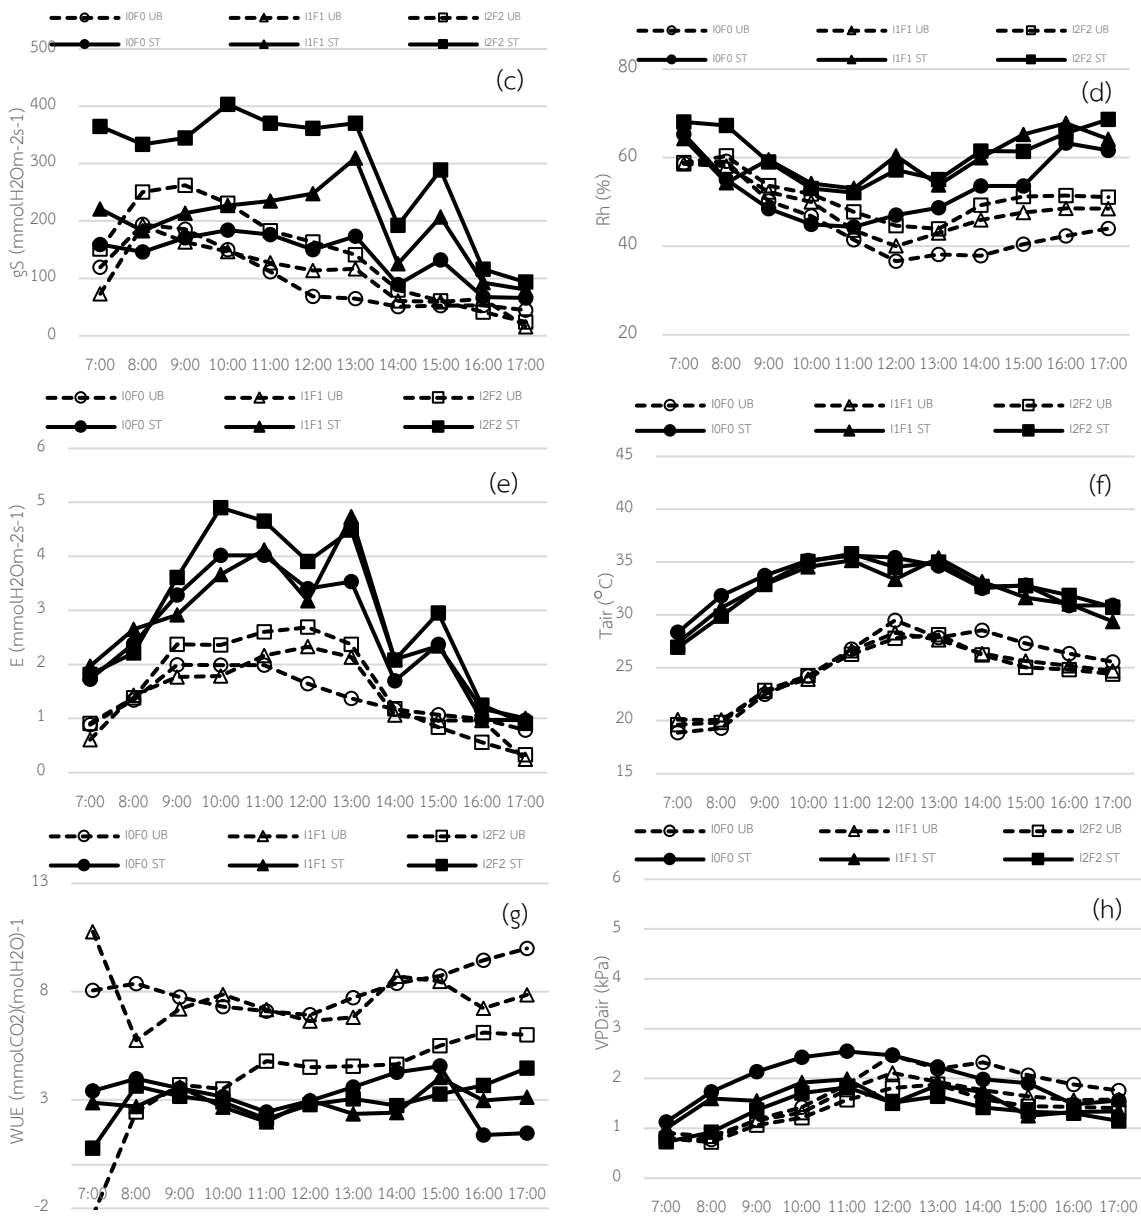 I0F0 UB I1F1 UB I2F2 UB
I0F0 ST I1F1 ST I2F2 ST
(c)
gS (mmolH2Om-2s-1)
500
400
300
200
100
0
7:00 8:00 9:00 10:00 11:00 12:00 13:00 14:00 15:00 16:00 17:00
I0F0 UB I1F1 UB I2F2 UB
I0F0 ST I1F1 ST I2F2 ST
(d)
Rh (%)
80
60
40
20
7:00 8:00 9:00 10:00 11:00 12:00 13:00 14:00 15:00 16:00 17:00
I0F0 UB I1F1 UB I2F2 UB
I0F0 ST I1F1 ST I2F2 ST
(e)
E (mmolH2Om-2s-1)
6
5
4
3
2
1
0
7:00 8:00 9:00 10:00 11:00 12:00 13:00 14:00 15:00 16:00 17:00
I0F0 UB I1F1 UB I2F2 UB
I0F0 ST I1F1 ST I2F2 ST
(f)
Tair (°C)
45
40
35
30
25
20
15
7:00 8:00 9:00 10:00 11:00 12:00 13:00 14:00 15:00 16:00 17:00
I0F0 UB I1F1 UB I2F2 UB
I0F0 ST I1F1 ST I2F2 ST
(g)
WUE (mmolCO2)(molH2O)-1
13
8
3
-2
7:00 8:00 9:00 10:00 11:00 12:00 13:00 14:00 15:00 16:00 17:00
I0F0 UB I1F1 UB I2F2 UB
I0F0 ST I1F1 ST I2F2 ST
(h)
VPDair (kPa)
6
5
4
3
2
1
0
7:00 8:00 9:00 10:00 11:00 12:00 13:00 14:00 15:00 16:00 17:00